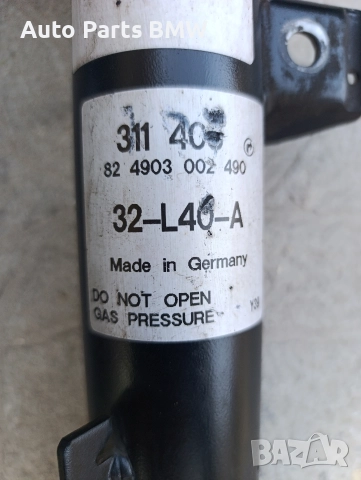 Auto Parts BMW
311 40
82 4903 002 490
32-L40-A
Made in Germany
DO NOT OPEN
GAS PRESSURE
BAZAR